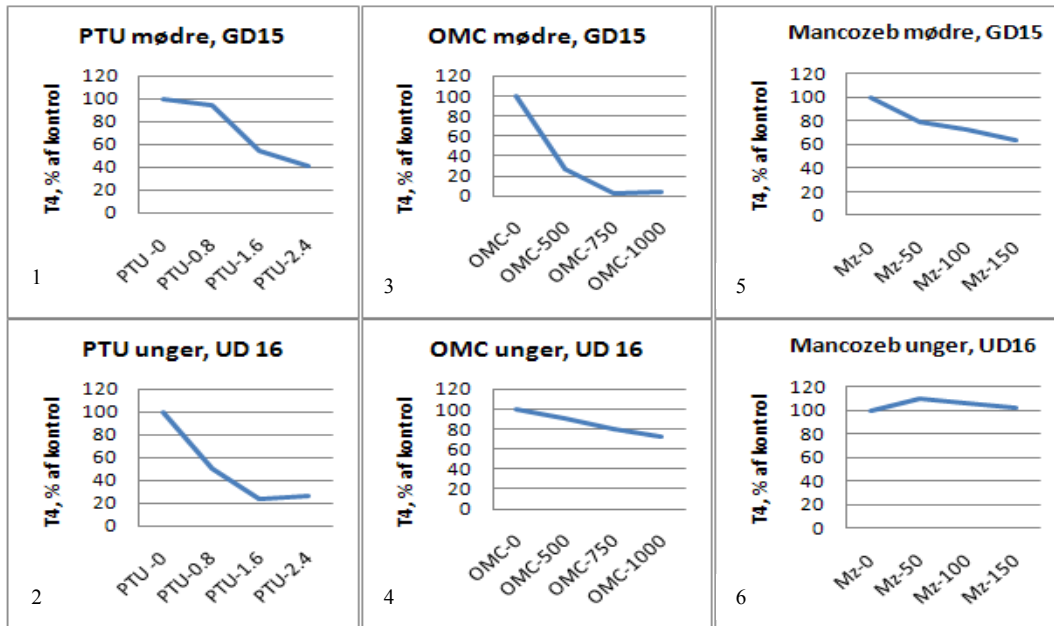 PTU mødre, GD15
T4, % af kontrol
120
100
80
60
40
20
0
PTU -0
PTU-0.8
PTU-1.6
PTU-2.4
1
OMC mødre, GD15
T4, % af kontrol
120
100
80
60
40
20
0
OMC-0
OMC-500
OMC-750
OMC-1000
3
Mancozeb mødre, GD15
T4, % af kontrol
120
100
80
60
40
20
0
Mz-0
Mz-50
Mz-100
Mz-150
5
PTU unger, UD 16
T4, % af kontrol
120
100
80
60
40
20
0
PTU -0
PTU-0.8
PTU-1.6
PTU-2.4
2
OMC unger, UD 16
T4, % af kontrol
120
100
80
60
40
20
0
OMC-0
OMC-500
OMC-750
OMC-1000
4
Mancozeb unger, UD16
T4, % af kontrol
120
100
80
60
40
20
0
Mz-0
Mz-50
Mz-100
Mz-150
6